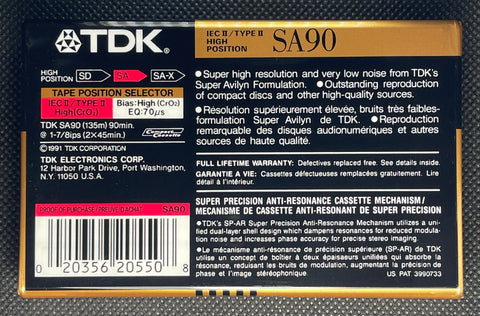 TDK®
IEC II / TYPE II
HIGH
POSITION
SA90
HIGH
POSITION
SD
SA
SA-X
TAPE POSITION SELECTOR
IEC II/TYPE II
High(CrO2)
Bias:High (CrO2)
EQ:70μs
TDK SA90 (135m) 90min.
@ 1-7/8ips (2×45min.)
Compact Cassette
©1991 TDK CORPORATION
TDK ELECTRONICS CORP.
12 Harbor Park Drive, Port Washington,
N.Y. 11050 U.S.A.
PROOF OF PURCHASE/PREUVE D'ACHAT
SA90
0 20356 20550 8
●Super high resolution and very low noise from TDK's
Super Avilyn Formulation. ●Outstanding reproduction
of compact discs and other high-quality sources.
●Résolution supérieurement élevée, bruits très faibles-
formulation Super Avilyn de TDK. ●Reproduction
remarquable des disques audionumériques et autres
sources de haute qualité.
FULL LIFETIME WARRANTY: Defectives replaced free. See details inside.
GARANTIE A VIE: Cassettes défectueuses remplacées gratuitement. Lire
détail à l'intérieur.
SUPER PRECISION ANTI-RESONANCE CASSETTE MECHANISM/
MECANISME DE CASSETTE ANTI-RESONANT DE SUPER PRECISION
●TDK's SP-AR Super Precision Anti-Resonance Mechanism utilizes a uni-
fied dual-layer shell design which dampens resonances for reduced modula-
tion noise and increases phase accuracy for precise stereo imaging.
●Le mécanisme anti-résonance de précision supérieure (SP-AR) de TDK
utilise un concept de boîtier à deux couches unifiées qui absorbe la
résonance, réduisant les bruits de modulation, augmentant la précision de
phase et l'image stéréophonique.
US. PAT 3990733